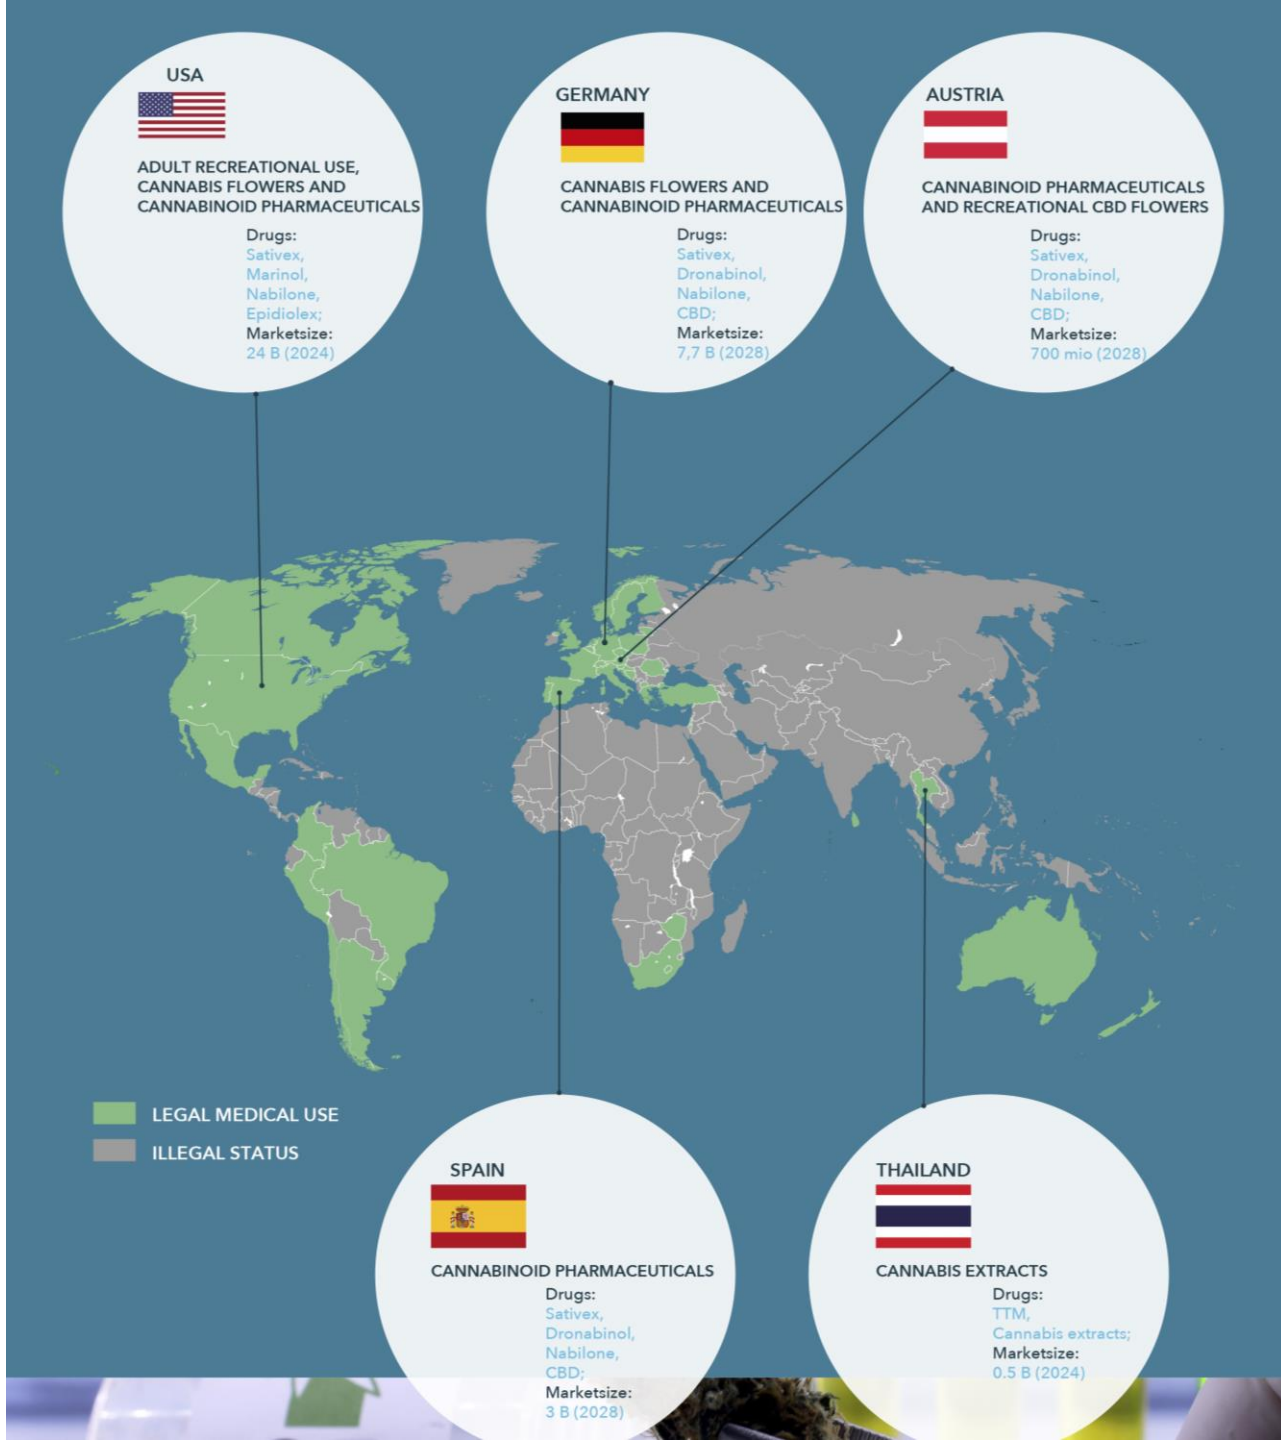 USA
ADULT RECREATIONAL USE,
CANNABIS FLOWERS AND
CANNABINOID PHARMACEUTICALS
Drugs:
Sativex,
Marinol,
Nabilone,
Epidiolex;
Marketsize:
24 B (2024)
GERMANY
CANNABIS FLOWERS AND
CANNABINOID PHARMACEUTICALS
Drugs:
Sativex,
Dronabinol,
Nabilone,
CBD;
Marketsize:
7,7 B (2028)
AUSTRIA
CANNABINOID PHARMACEUTICALS
AND RECREATIONAL CBD FLOWERS
Drugs:
Sativex,
Dronabinol,
Nabilone,
CBD;
Marketsize:
700 mio (2028)
LEGAL MEDICAL USE
ILLEGAL STATUS
SPAIN
CANNABINOID PHARMACEUTICALS
Drugs:
Sativex,
Dronabinol,
Nabilone,
CBD;
Marketsize:
3 B (2028)
THAILAND
CANNABIS EXTRACTS
Drugs:
TTM,
Cannabis extracts;
Marketsize:
0.5 B (2024)